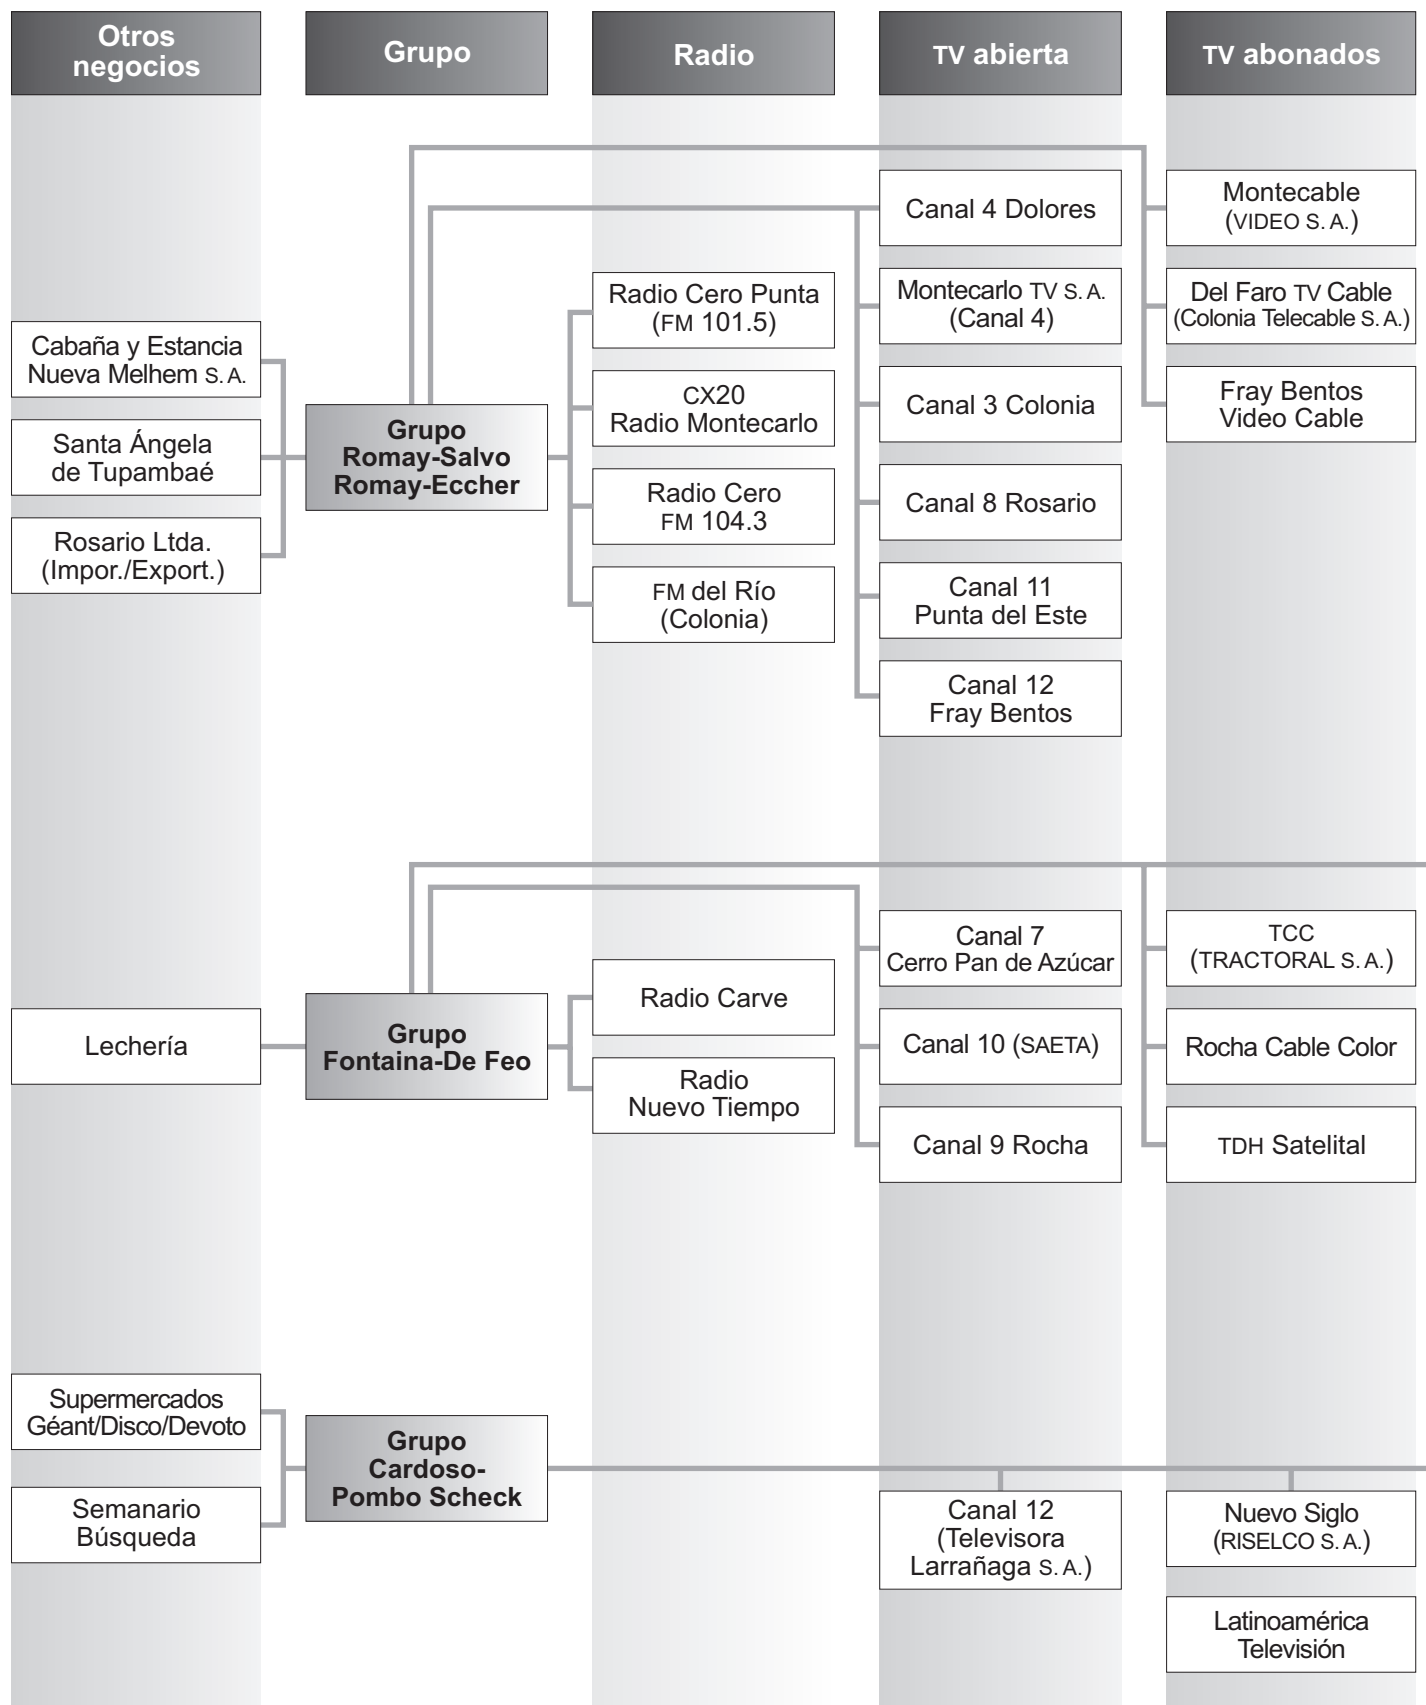 Otros
negocios
Grupo
Radio
TV abierta
TV abonados
Cabaña y Estancia
Nueva Melhem S. A.
Santa Ángela
de Tupambaé
Rosario Ltda.
(Impor./Export.)
Grupo
Romay-Salvo
Romay-Eccher
Radio Cero Punta
(FM 101.5)
CX20
Radio Montecarlo
Radio Cero
FM 104.3
FM del Río
(Colonia)
Canal 4 Dolores
Montecarlo TV S. A.
(Canal 4)
Canal 3 Colonia
Canal 8 Rosario
Canal 11
Punta del Este
Canal 12
Fray Bentos
Montecable
(VIDEO S. A.)
Del Faro TV Cable
(Colonia Telecable S. A.)
Fray Bentos
Video Cable
Lechería
Grupo
Fontaina-De Feo
Radio Carve
Radio
Nuevo Tiempo
Canal 7
Cerro Pan de Azúcar
Canal 10 (SAETA)
Canal 9 Rocha
TCC
(TRACTORAL S. A.)
Rocha Cable Color
TDH Satelital
Supermercados
Géant/Disco/Devoto
Semanario
Búsqueda
Grupo
Cardoso-
Pombo Scheck
Canal 12
(Televisora
Larrañaga S. A.)
Nuevo Siglo
(RISELCO S. A.)
Latinoamérica
Televisión